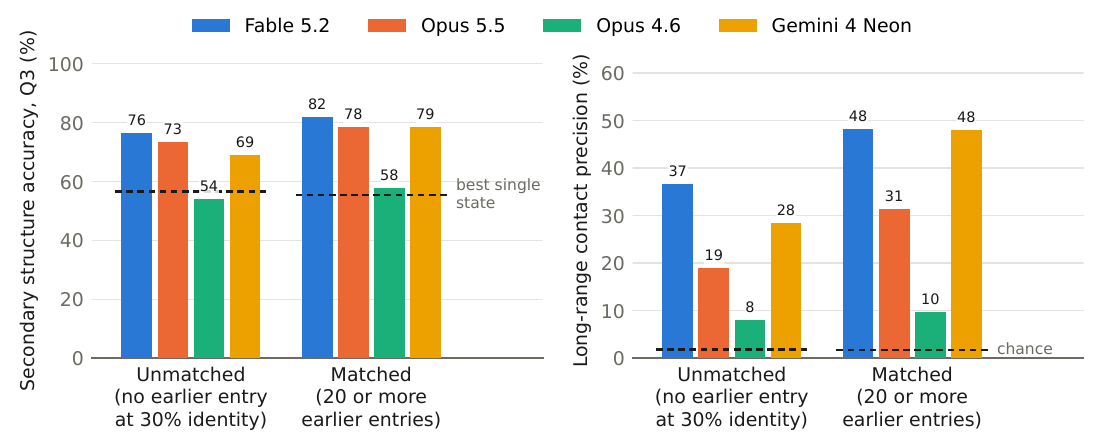 Fable 5.2
Opus 5.5
Opus 4.6
Gemini 4 Neon
Secondary structure accuracy, Q3 (%)
100
80
60
40
20
0
76
73
54
69
82
78
58
79
best single
state
Unmatched
(no earlier entry
at 30% identity)
Matched
(20 or more
earlier entries)
Long-range contact precision (%)
60
50
40
30
20
10
0
37
19
8
28
48
31
10
48
chance
Unmatched
(no earlier entry
at 30% identity)
Matched
(20 or more
earlier entries)